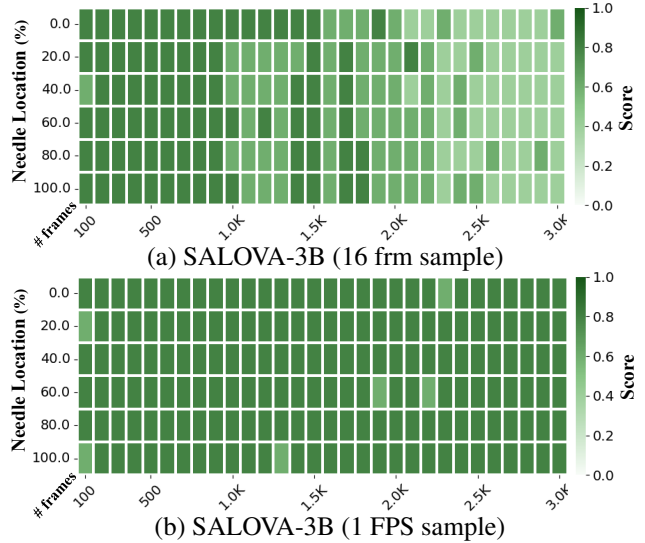 0.0
20.0
40.0
60.0
80.0
100.0
Needle Location (%)
# frames
100
500
1.0K
1.5K
2.0K
2.5K
3.0K
1.0
0.8
0.6
0.4
0.2
0.0
Score
(a) SALOVA-3B (16 frm sample)
0.0
20.0
40.0
60.0
80.0
100.0
Needle Location (%)
# frames
100
500
1.0K
1.5K
2.0K
2.5K
3.0K
1.0
0.8
0.6
0.4
0.2
0.0
Score
(b) SALOVA-3B (1 FPS sample)